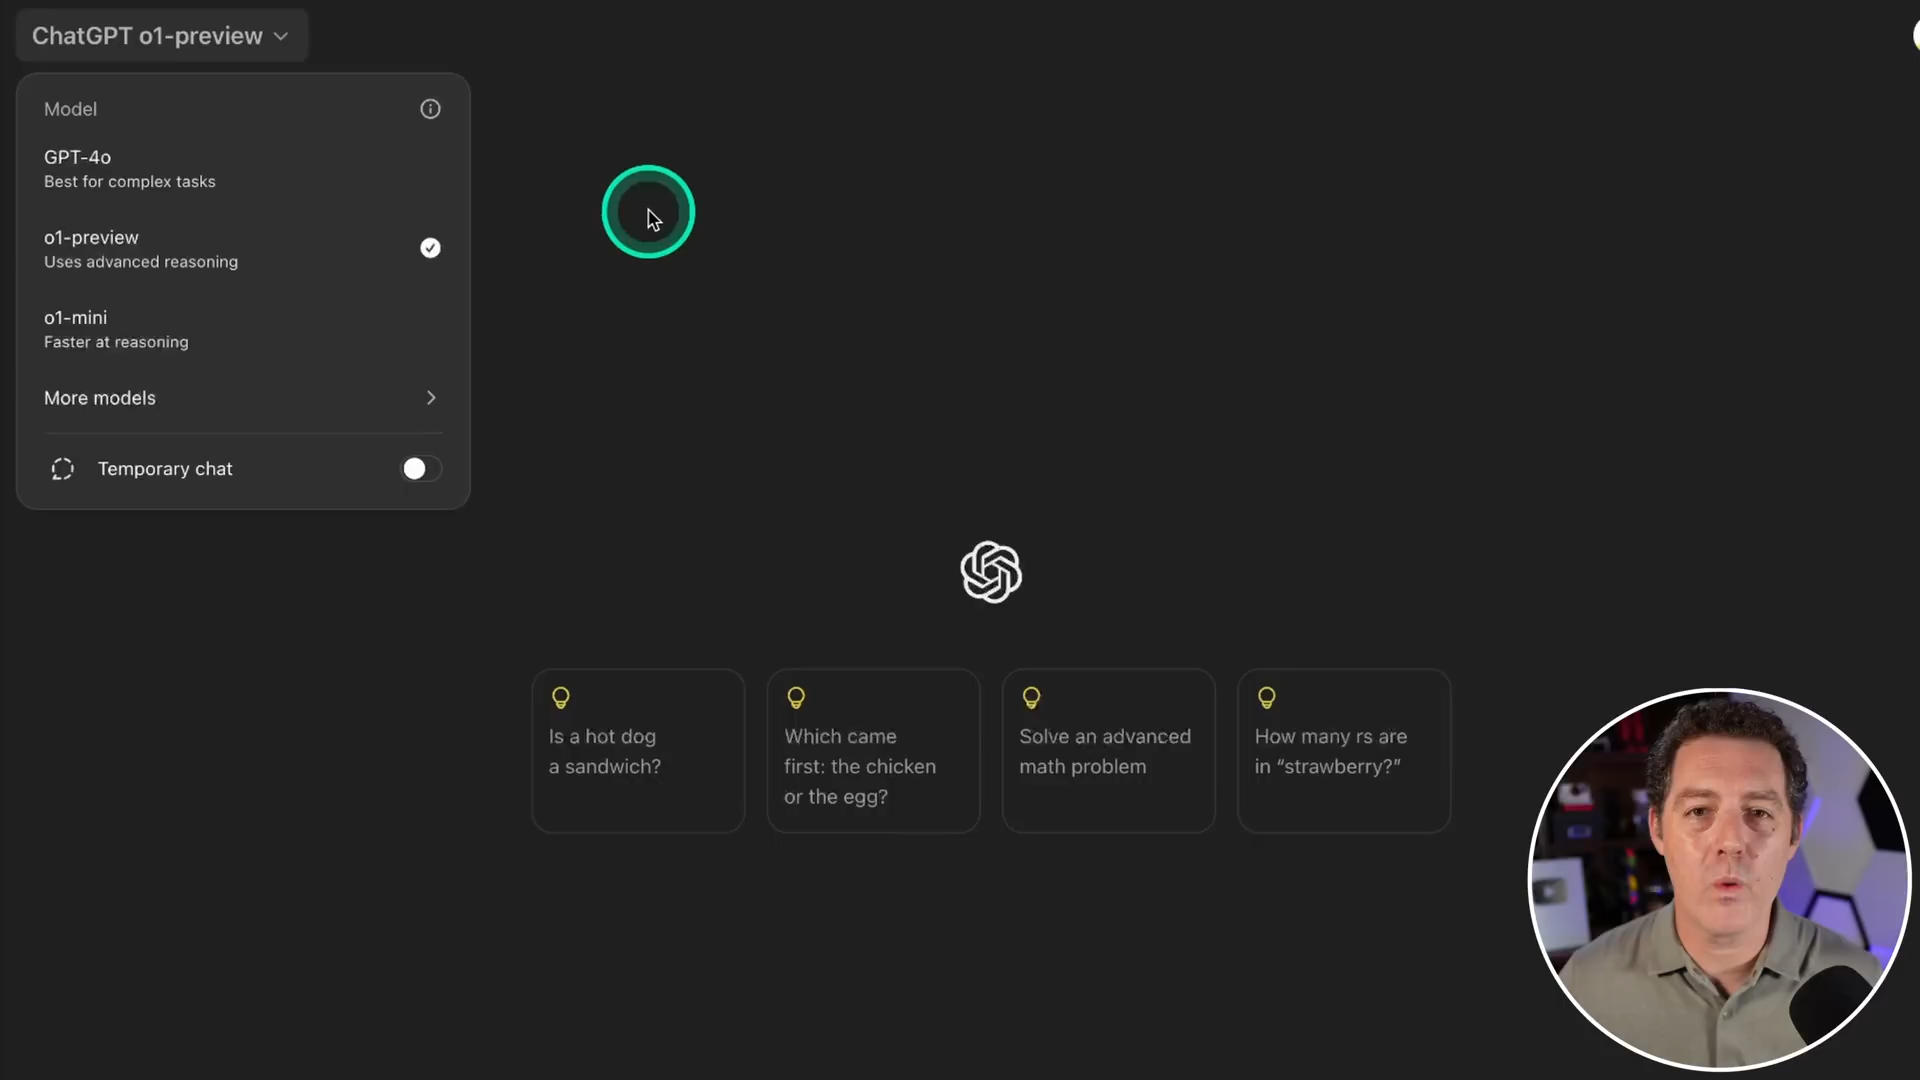 ChatGPT o1-preview
Model
GPT-4o
Best for complex tasks
o1-preview
Uses advanced reasoning
o1-mini
Faster at reasoning
More models
Temporary chat
Is a hot dog
a sandwich?
Which came
first: the chicken
or the egg?
Solve an advanced
math problem
How many rs are
in “strawberry?”